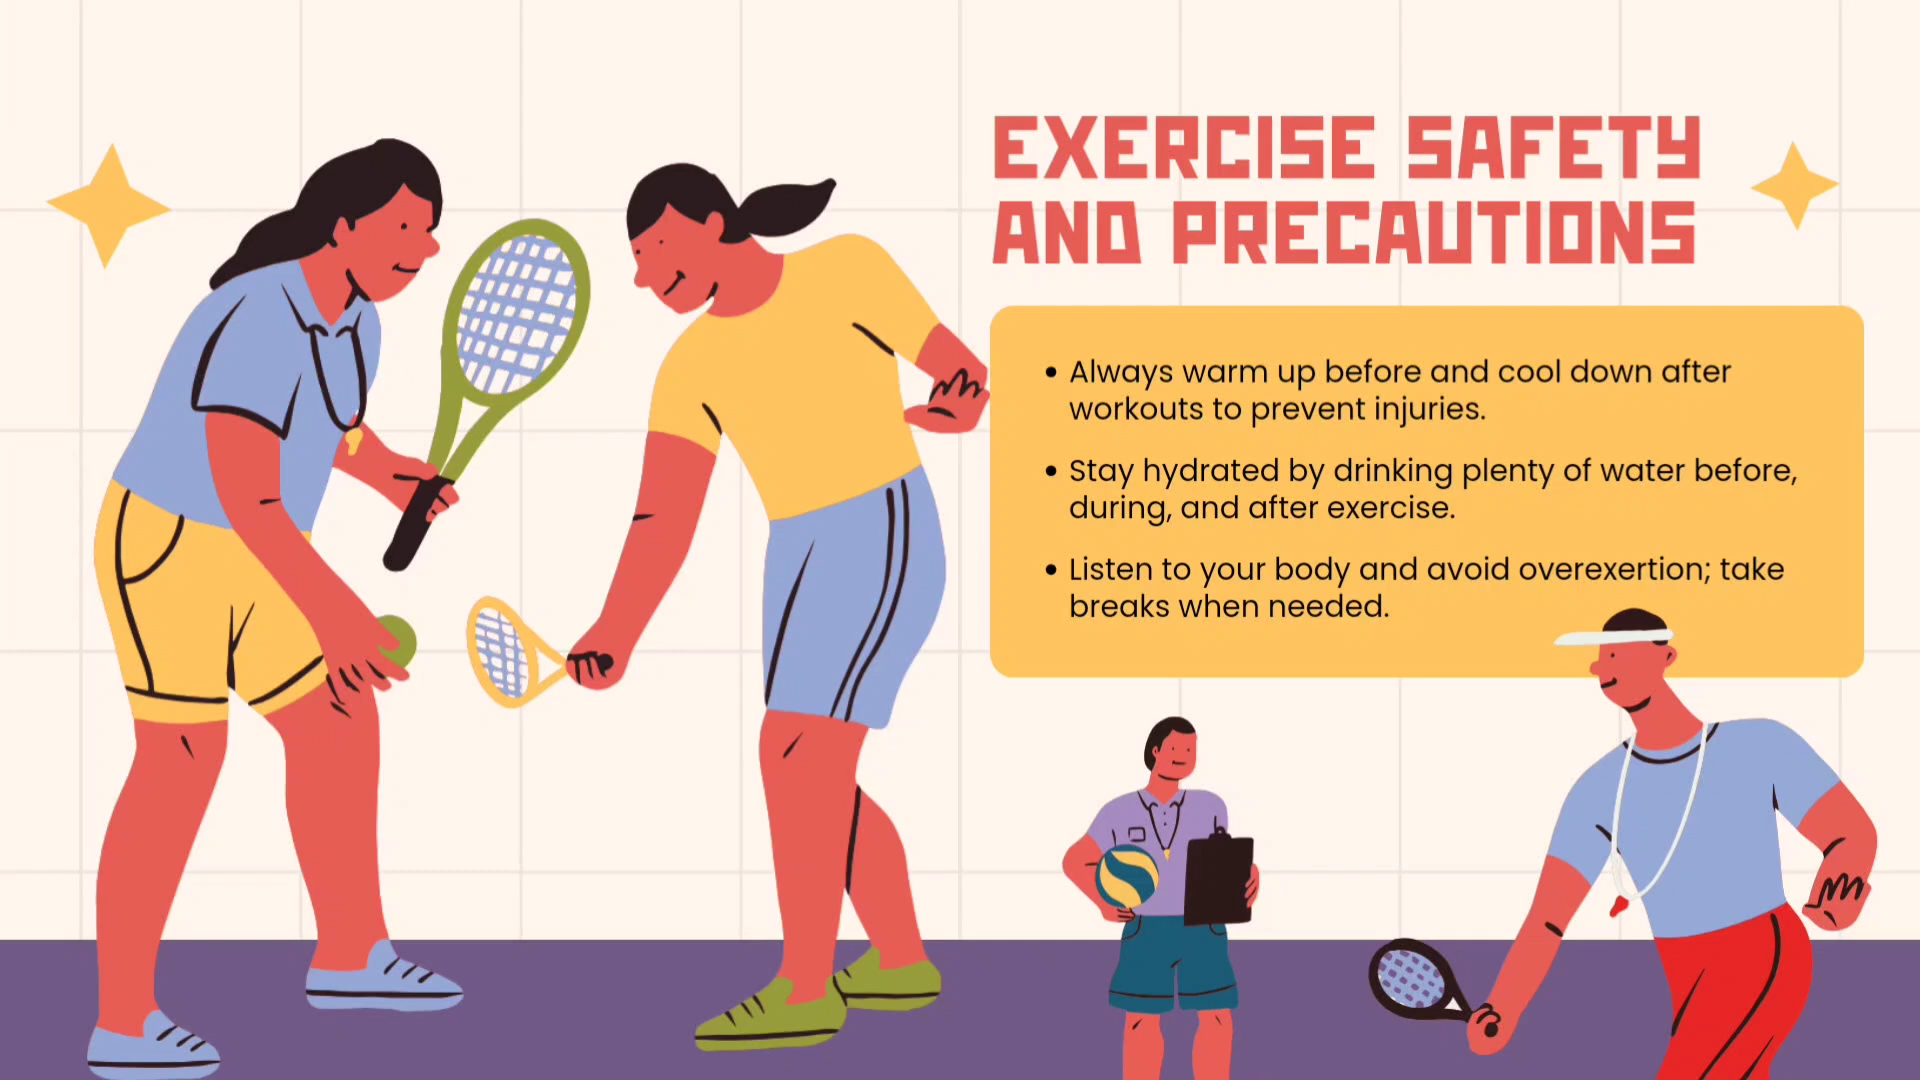 EXERCISE SAFETY
AND PRECAUTIONS
• Always warm up before and cool down after
workouts to prevent injuries.
• Stay hydrated by drinking plenty of water before,
during, and after exercise.
• Listen to your body and avoid overexertion; take
breaks when needed.